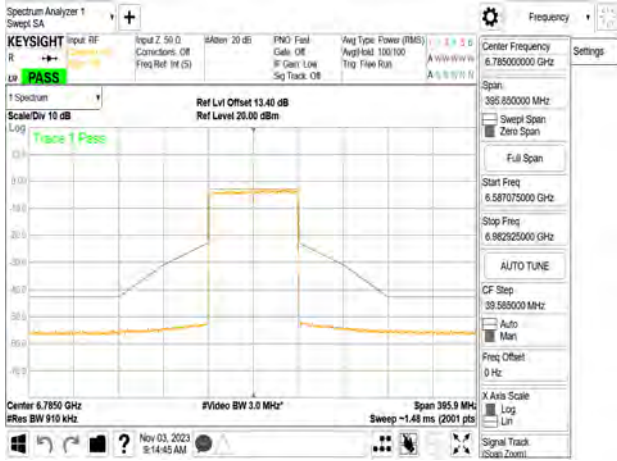 Spectrum Analyzer 1
Swept SA
+
Frequency
KEYSIGHT
Input: RF
Input Z: 50 Ω
#Atten: 20 dB
PNO: Fast
Avg Type: Power (RMS)
Corrections: Off
Gate: Off
Avg|Hold: 100/100
Freq Ref: Int (S)
IF Gain: Low
Trig: Free Run
Sig Track: Off
PASS
1 Spectrum
Ref Lvl Offset 13.40 dB
Scale/Div 10 dB
Ref Level 20.00 dBm
Log
Trace 1 Pass
Center 6.7850 GHz
#Video BW 3.0 MHz*
Span 395.9 MHz
#Res BW 910 kHz
Sweep ~1.48 ms (2001 pts)
Nov 03, 2023
9:14:45 AM
Center Frequency
6.785000000 GHz
Settings
Span
395.850000 MHz
Swept Span
Zero Span
Full Span
Start Freq
6.587075000 GHz
Stop Freq
6.982925000 GHz
AUTO TUNE
CF Step
39.585000 MHz
Auto
Man
Freq Offset
0 Hz
X Axis Scale
Log
Lin
Signal Track
(Span Zoom)